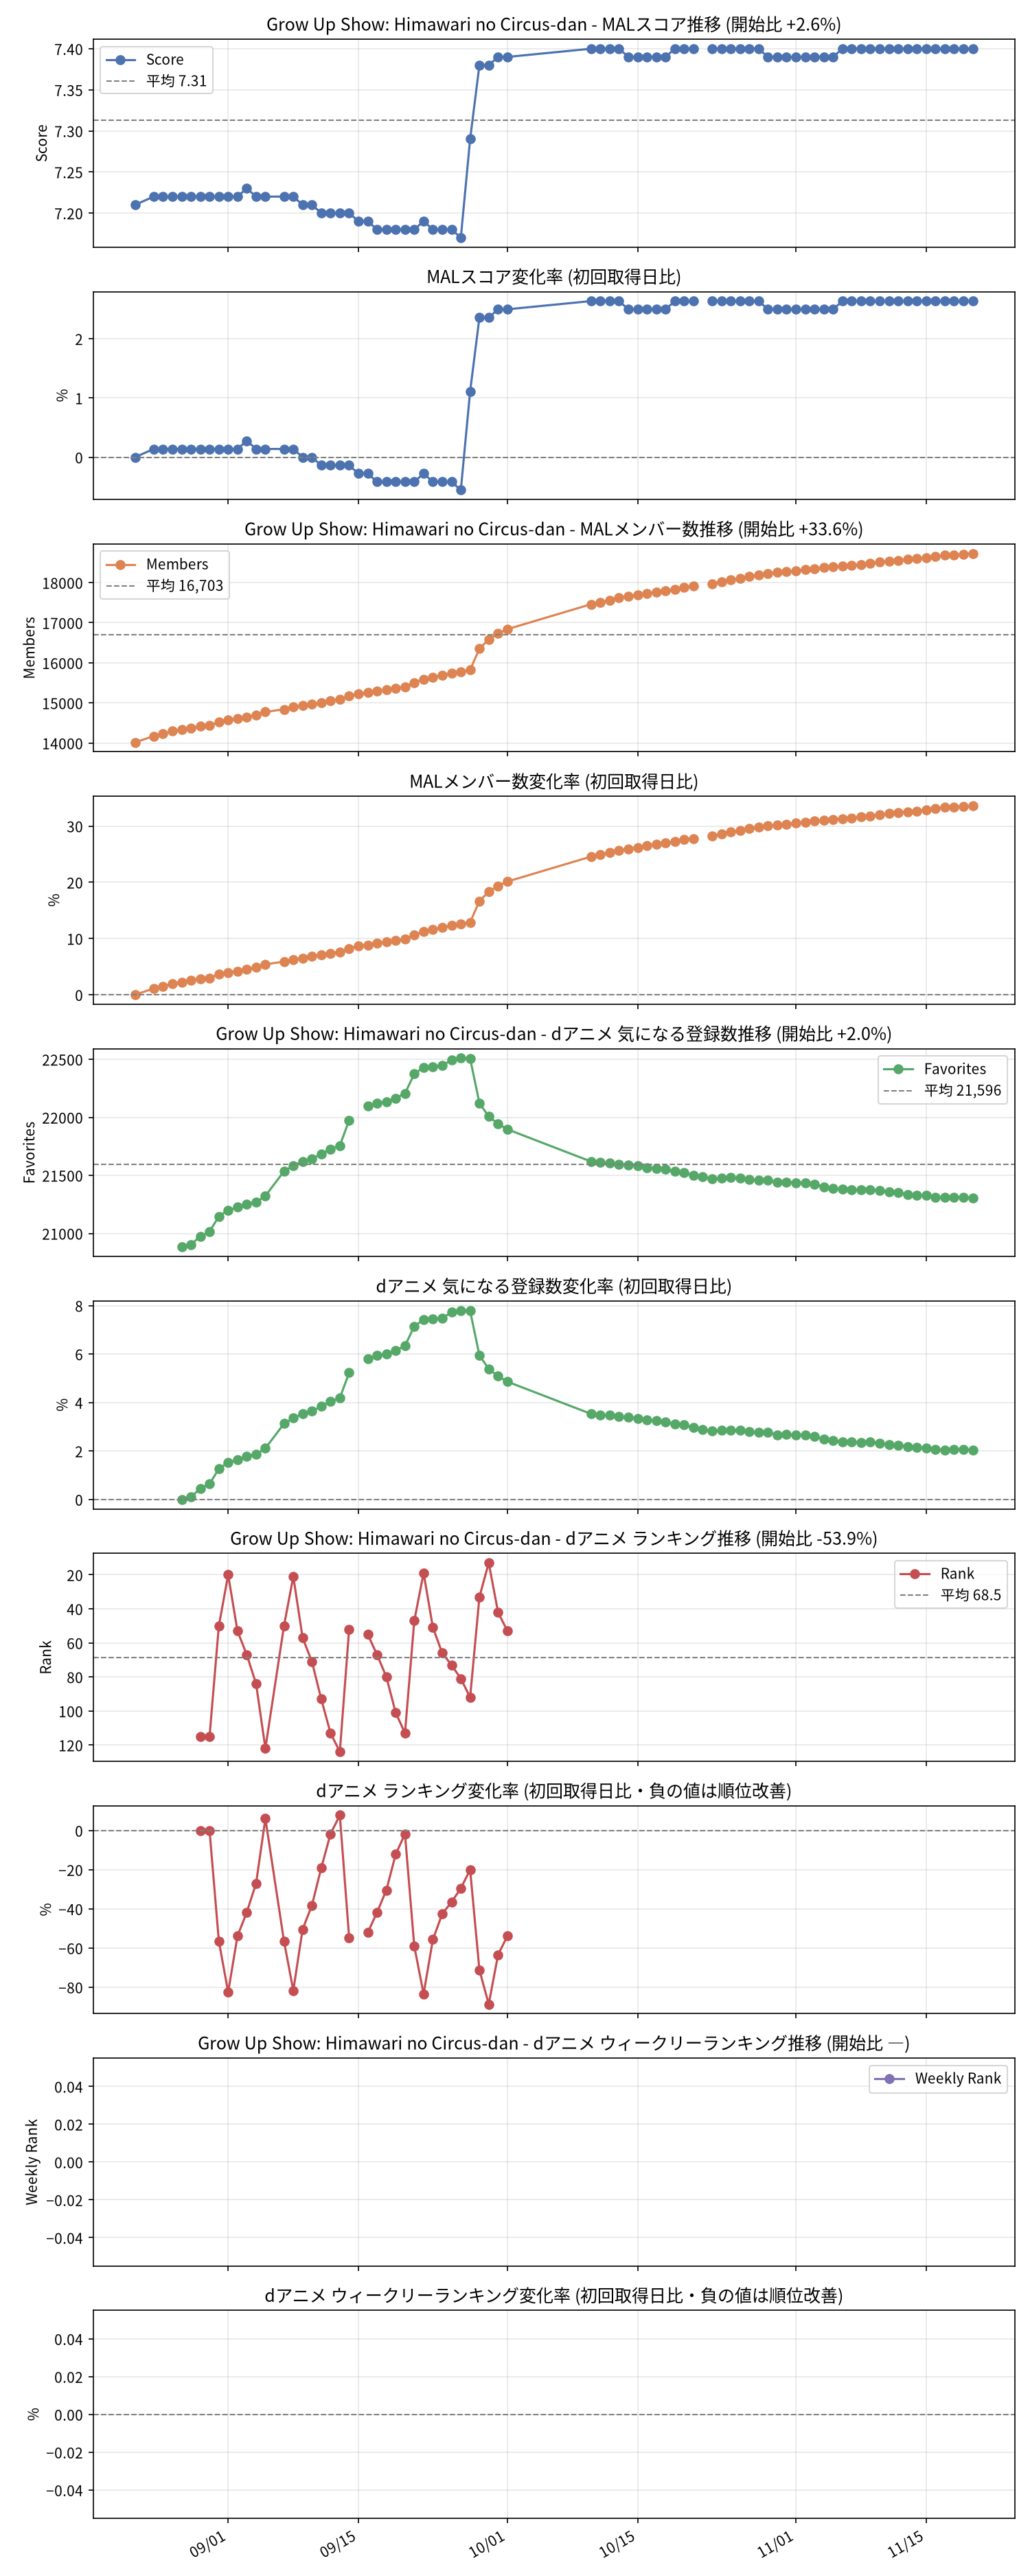 Grow Up Show: Himawari no Circus-dan - MALスコア推移 (開始比 +2.6%)
Score
平均 7.31
Score
7.40
7.35
7.30
7.25
7.20
MALスコア変化率 (初回取得日比)
%
2
1
0
Grow Up Show: Himawari no Circus-dan - MALメンバー数推移 (開始比 +33.6%)
Members
平均 16,703
Members
18000
17000
16000
15000
14000
MALメンバー数変化率 (初回取得日比)
%
30
20
10
0
Grow Up Show: Himawari no Circus-dan - dアニメ 気になる登録数推移 (開始比 +2.0%)
Favorites
平均 21,596
Favorites
22500
22000
21500
21000
dアニメ 気になる登録数変化率 (初回取得日比)
%
8
6
4
2
0
Grow Up Show: Himawari no Circus-dan - dアニメ ランキング推移 (開始比 -53.9%)
Rank
平均 68.5
Rank
20
40
60
80
100
120
dアニメ ランキング変化率 (初回取得日比・負の値は順位改善)
%
0
−20
−40
−60
−80
Grow Up Show: Himawari no Circus-dan - dアニメ ウィークリーランキング推移 (開始比 —)
Weekly Rank
Weekly Rank
0.04
0.02
0.00
−0.02
−0.04
dアニメ ウィークリーランキング変化率 (初回取得日比・負の値は順位改善)
%
0.04
0.02
0.00
−0.02
−0.04
09/01
09/15
10/01
10/15
11/01
11/15